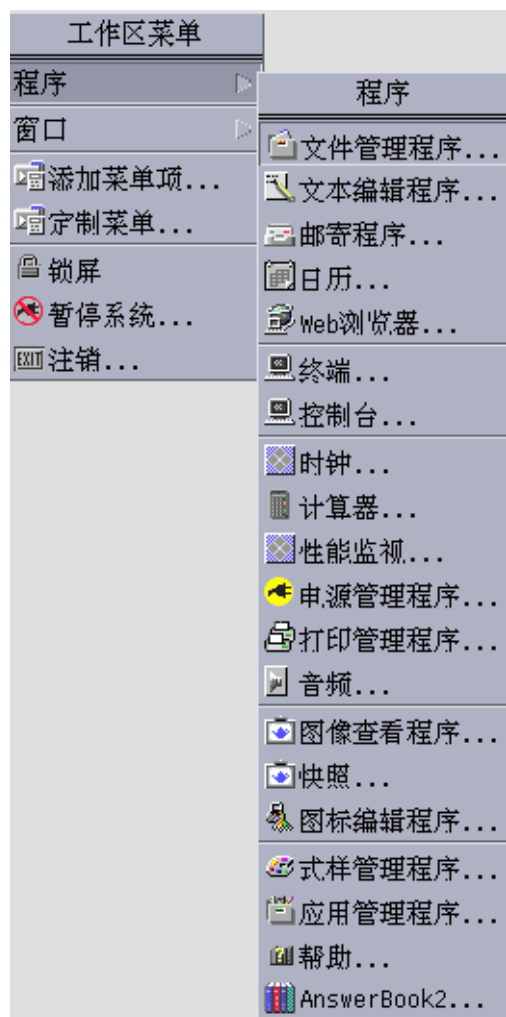 工作区菜单
程序
窗口
添加菜单项...
定制菜单...
锁屏
暂停系统...
EXIT 注销...
程序
文件管理程序...
文本编辑程序...
邮寄程序...
日历...
Web浏览器...
终端...
控制台...
时钟...
计算器...
性能监视...
电源管理程序...
打印管理程序...
音频...
图像查看程序...
快照...
图标编辑程序...
式样管理程序...
应用管理程序...
帮助...
AnswerBook2...